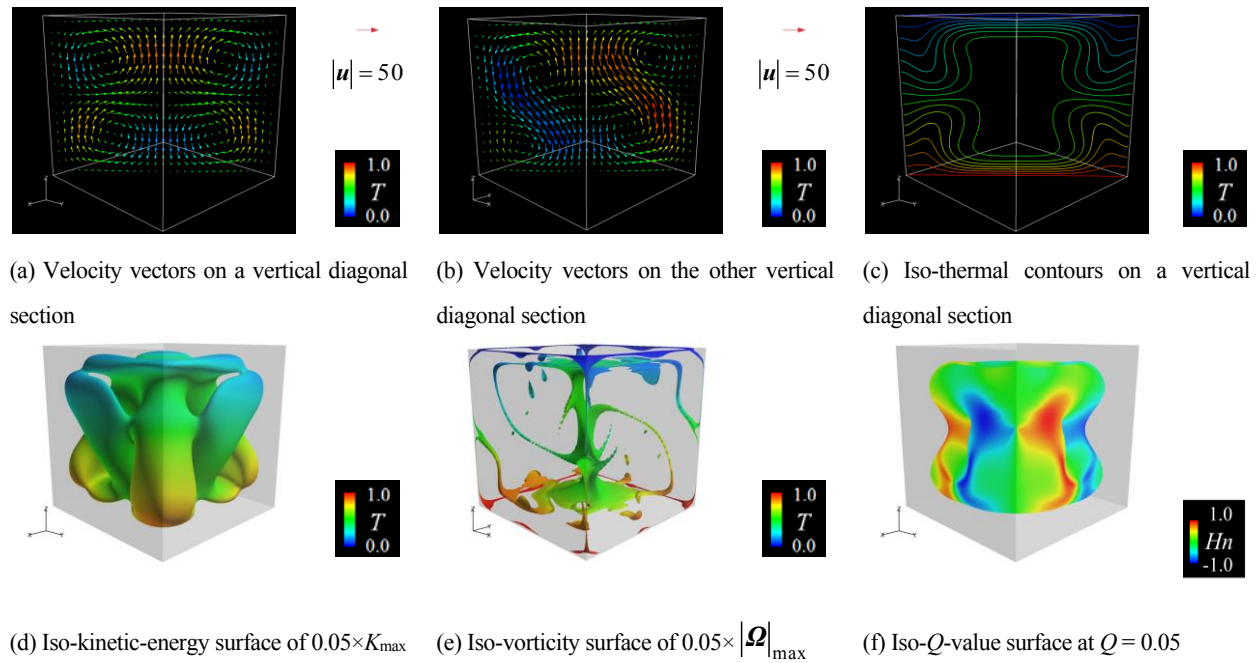 |u| = 50
|u| = 50
1.0
T
0.0
1.0
T
0.0
1.0
T
0.0
(a) Velocity vectors on a vertical diagonal
section
(b) Velocity vectors on the other vertical
diagonal section
(c) Iso-thermal contours on a vertical
diagonal section
1.0
T
0.0
1.0
T
0.0
1.0
Hn
-1.0
(d) Iso-kinetic-energy surface of 0.05×Kmax
(e) Iso-vorticity surface of 0.05× |Ω|max
(f) Iso-Q-value surface at Q = 0.05